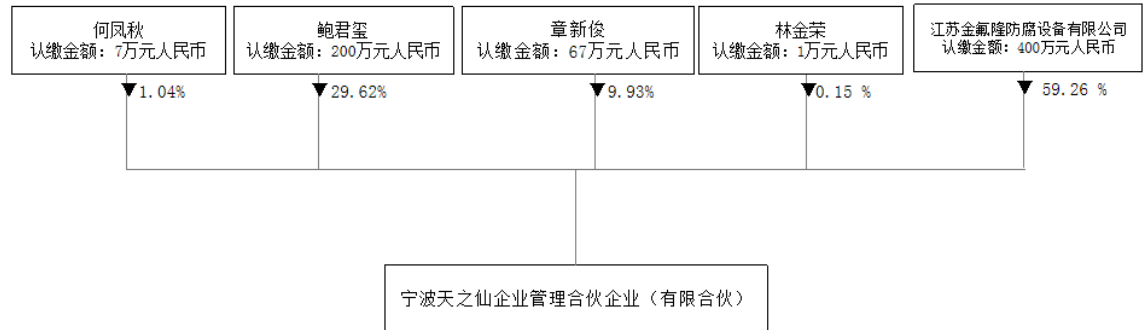 何凤秋
认缴金额：7万元人民币
鲍君玺
认缴金额：200万元人民币
章新俊
认缴金额：67万元人民币
林金荣
认缴金额：1万元人民币
江苏金氟隆防腐设备有限公司
认缴金额：400万元人民币
1.04%
29.62%
9.93%
0.15 %
59.26 %
宁波天之仙企业管理合伙企业（有限合伙）